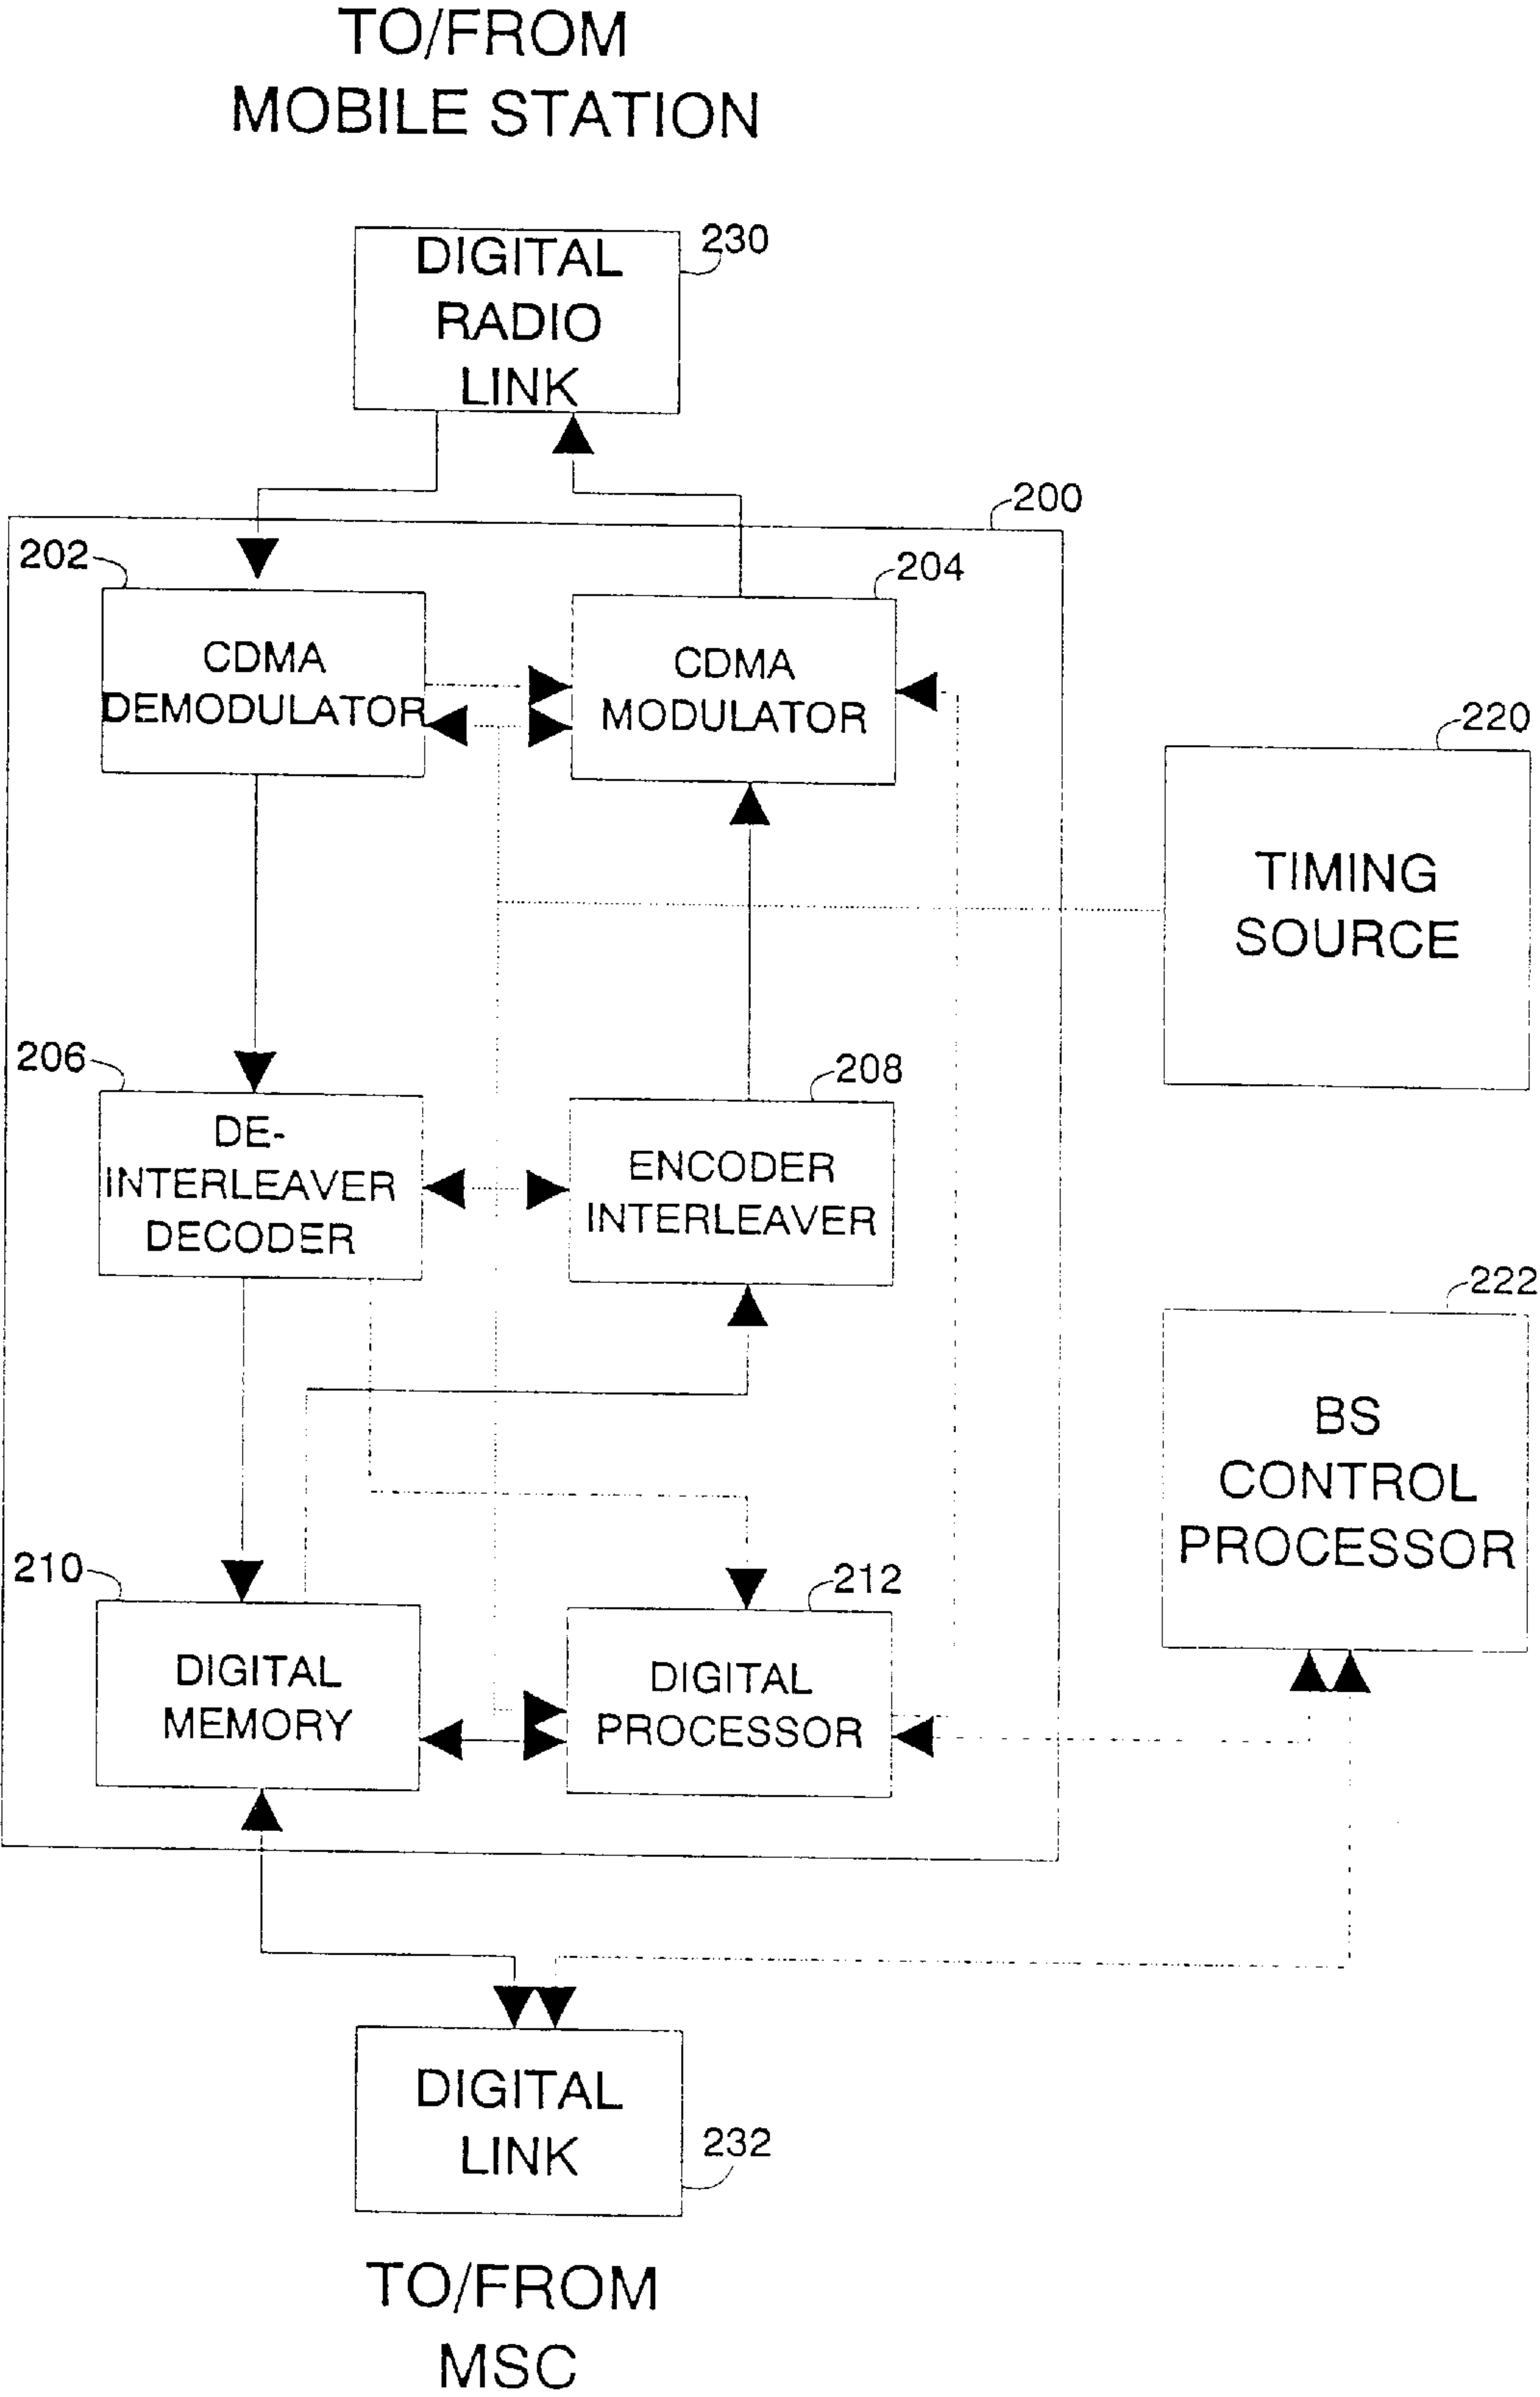 TO/FROM
MOBILE STATION
DIGITAL
RADIO
LINK
230
200
202
204
CDMA
DEMODULATOR
CDMA
MODULATOR
220
TIMING
SOURCE
206
208
DE-
INTERLEAVER
DECODER
ENCODER
INTERLEAVER
222
BS
CONTROL
PROCESSOR
210
212
DIGITAL
MEMORY
DIGITAL
PROCESSOR
DIGITAL
LINK
232
TO/FROM
MSC